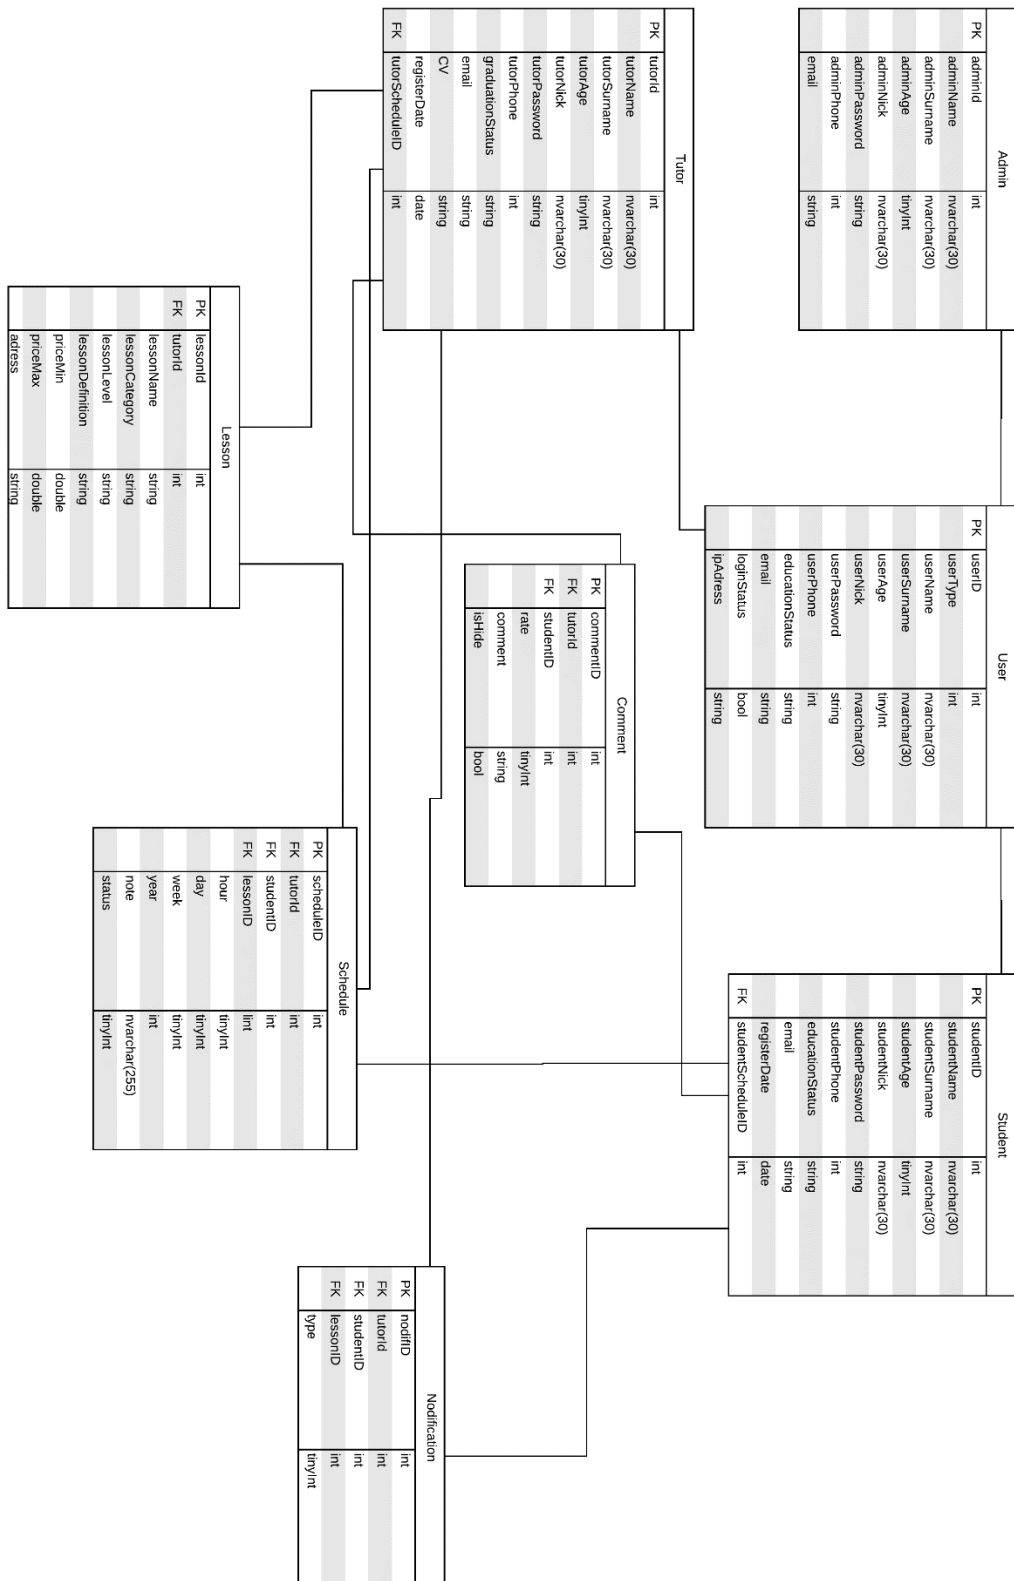 Admin
PK adminId int
adminName nvarchar(30)
adminSurname nvarchar(30)
adminAge tinyInt
adminNick nvarchar(30)
adminPassword string
adminPhone int
email string
User
PK userID int
userType int
userName nvarchar(30)
userSurname nvarchar(30)
userAge tinyInt
userNick nvarchar(30)
userPassword string
userPhone int
educationStatus string
email string
loginStatus bool
ipAdress string
Student
PK studentID int
studentName nvarchar(30)
studentSurname nvarchar(30)
studentAge tinyInt
studentNick nvarchar(30)
studentPassword string
studentPhone int
educationStatus string
email string
registerDate date
FK studentScheduleID int
Tutor
PK tutorId int
tutorName nvarchar(30)
tutorSurname nvarchar(30)
tutorAge tinyInt
tutorNick nvarchar(30)
tutorPassword string
tutorPhone int
graduationStatus string
email string
CV string
registerDate date
FK tutorScheduleID int
Comment
PK commentID int
FK tutorId int
FK studentID int
rate tinyInt
comment string
isHide bool
Nodification
PK nodifID int
FK tutorId int
FK studentID int
FK lessonID int
type tinyInt
Schedule
PK scheduleID int
FK tutorId int
FK studentID int
FK lessonID lint
hour tinyInt
day tinyInt
week tinyInt
year int
note nvarchar(255)
status tinyInt
Lesson
PK lessonId int
FK tutorId int
lessonName string
lessonCategory string
lessonLevel string
lessonDefinition string
priceMin double
priceMax double
adress string